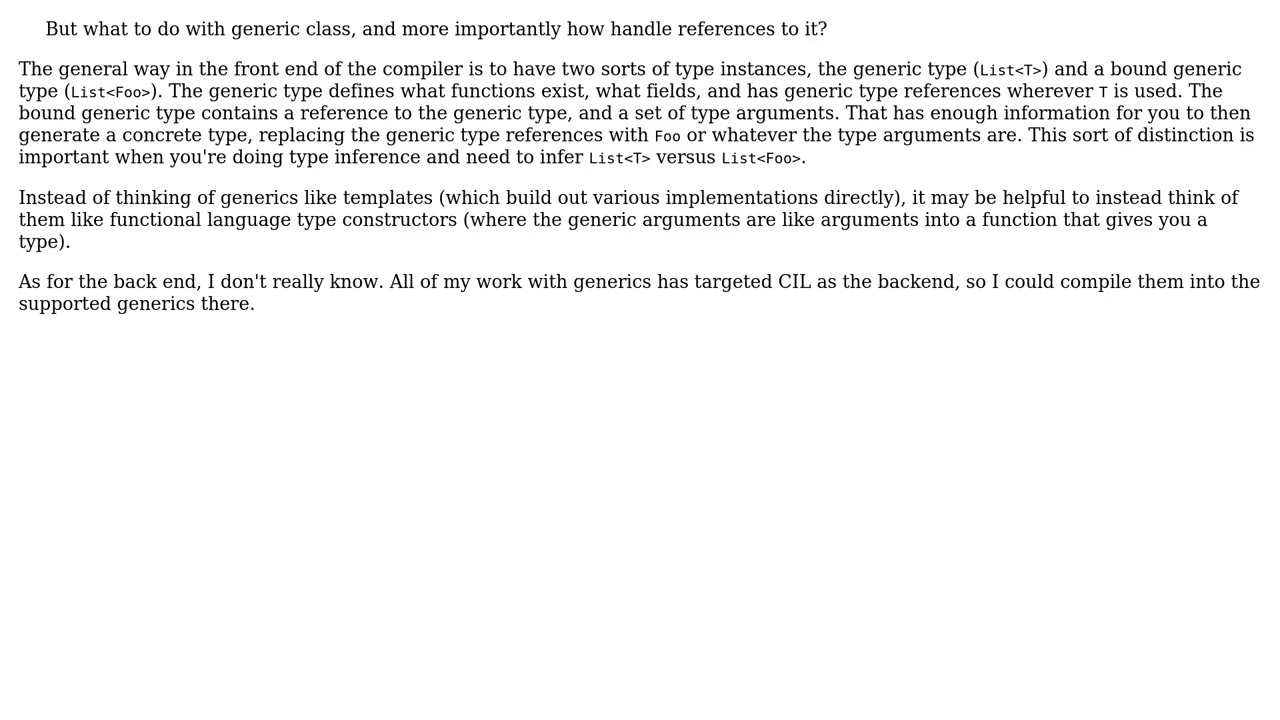 But what to do with generic class, and more importantly how handle references to it?
The general way in the front end of the compiler is to have two sorts of type instances, the generic type (List<T>) and a bound generic
type (List<Foo>). The generic type defines what functions exist, what fields, and has generic type references wherever T is used. The
bound generic type contains a reference to the generic type, and a set of type arguments. That has enough information for you to then
generate a concrete type, replacing the generic type references with Foo or whatever the type arguments are. This sort of distinction is
important when you're doing type inference and need to infer List<T> versus List<Foo>.
Instead of thinking of generics like templates (which build out various implementations directly), it may be helpful to instead think of
them like functional language type constructors (where the generic arguments are like arguments into a function that gives you a
type).
As for the back end, I don't really know. All of my work with generics has targeted CIL as the backend, so I could compile them into the
supported generics there.